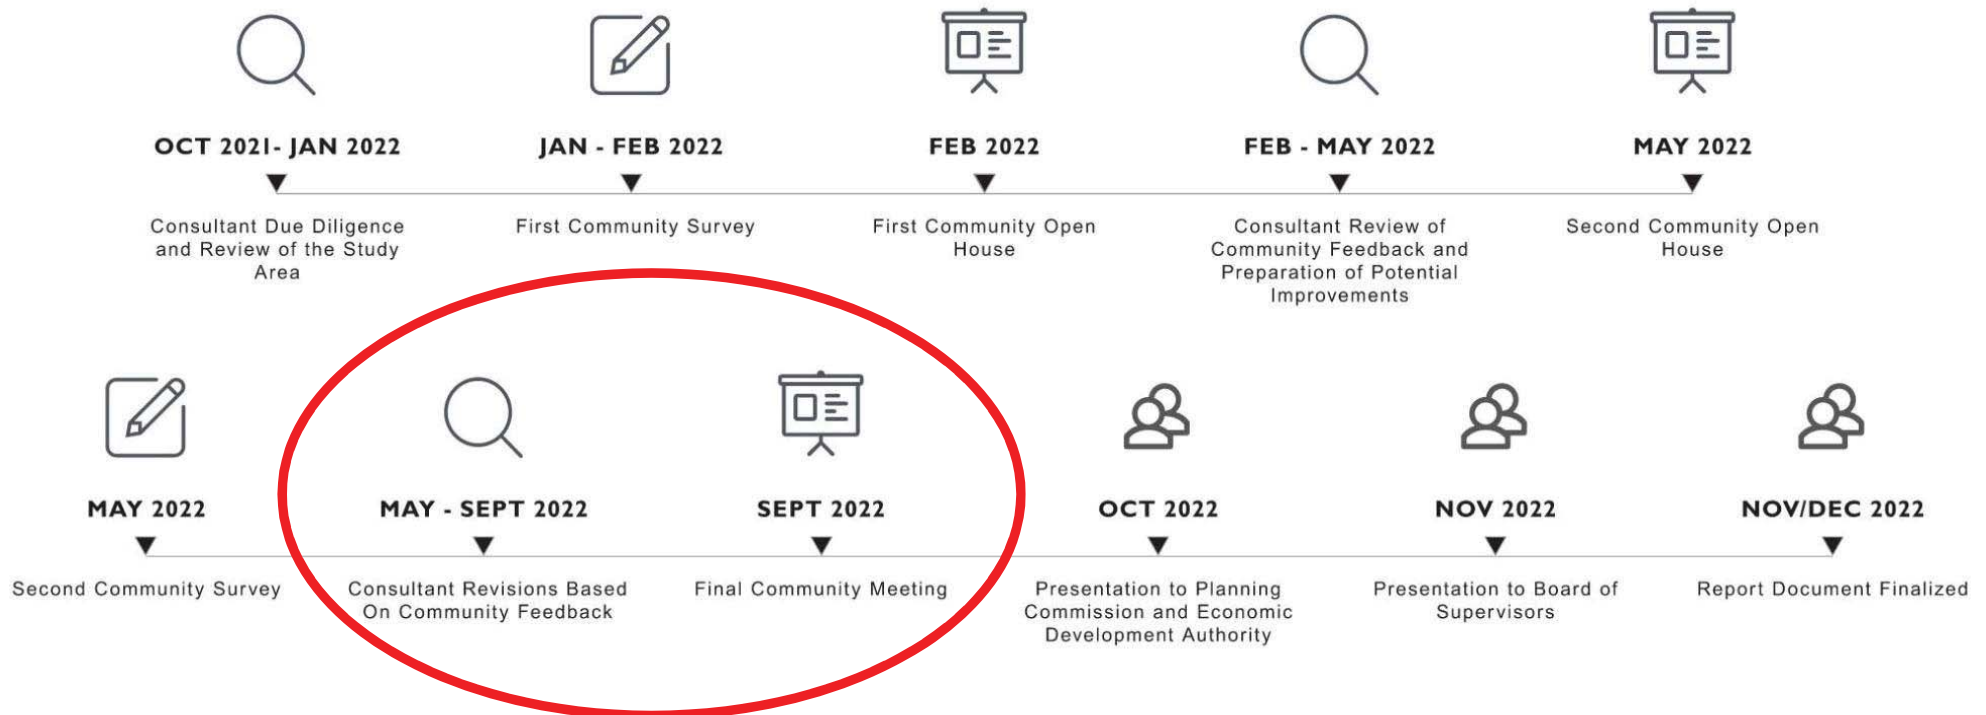 OCT 2021- JAN 2022
JAN - FEB 2022
FEB 2022
FEB - MAY 2022
MAY 2022
Consultant Due Diligence
and Review of the Study
Area
First Community Survey
First Community Open
House
Consultant Review of
Community Feedback and
Preparation of Potential
Improvements
Second Community Open
House
MAY 2022
MAY - SEPT 2022
SEPT 2022
OCT 2022
NOV 2022
NOV/DEC 2022
Second Community Survey
Consultant Revisions Based
On Community Feedback
Final Community Meeting
Presentation to Planning
Commission and Economic
Development Authority
Presentation to Board of
Supervisors
Report Document Finalized